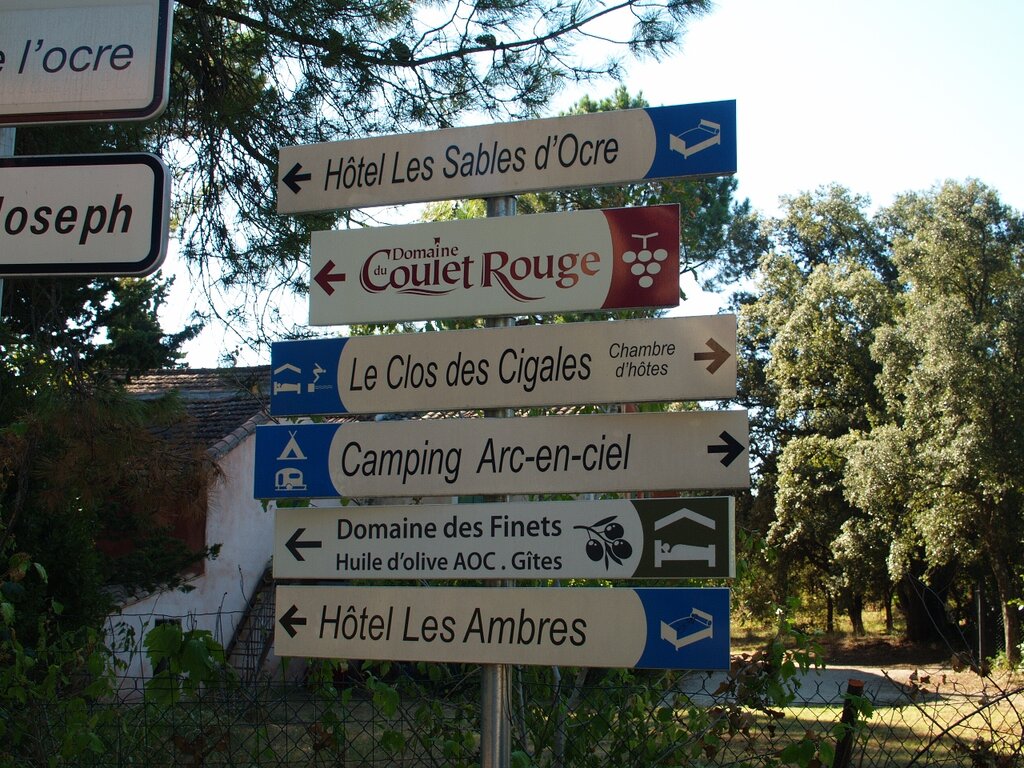 l'ocre
Joseph
Hôtel Les Sables d'Ocre
Domaine
du Coulet Rouge
Le Clos des Cigales
Chambre
d'hôtes
Camping Arc-en-ciel
Domaine des Finets
Huile d'olive AOC . Gîtes
Hôtel Les Ambres